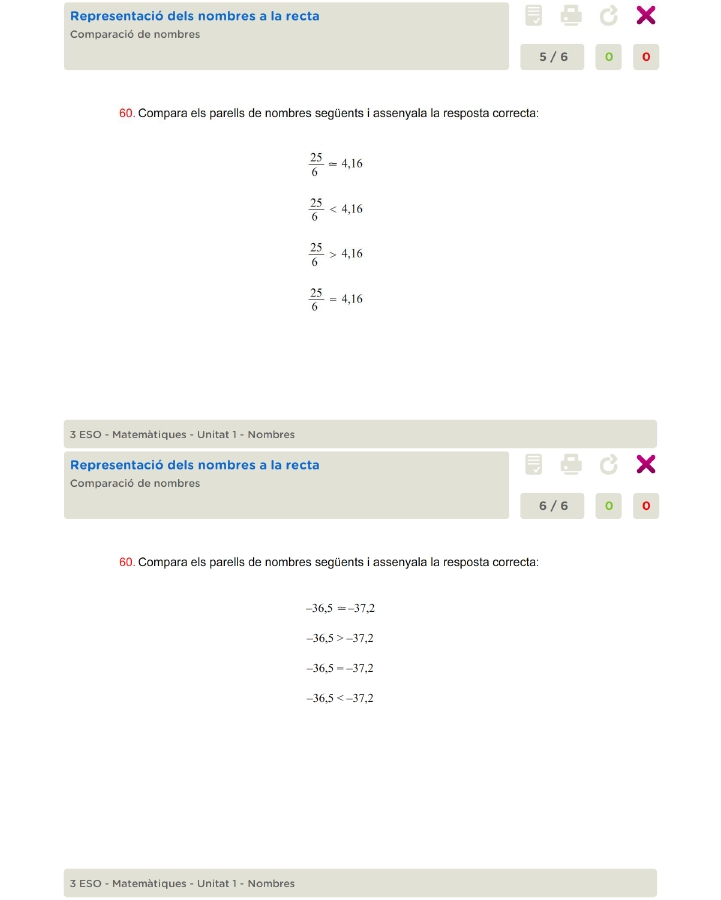 Representació dels nombres a la recta
Comparació de nombres
5 / 6 0 0
60. Compara els parells de nombres següents i assenyala la resposta correcta:
25/6 = 4,16
25/6 < 4,16
25/6 > 4,16
25/6 = 4,16
3 ESO - Matemàtiques - Unitat 1 - Nombres
Representació dels nombres a la recta
Comparació de nombres
6 / 6 0 0
60. Compara els parells de nombres següents i assenyala la resposta correcta:
–36,5 =–37,2
–36,5 > –37,2
–36,5 = –37,2
–36,5 < –37,2
3 ESO - Matemàtiques - Unitat 1 - Nombres